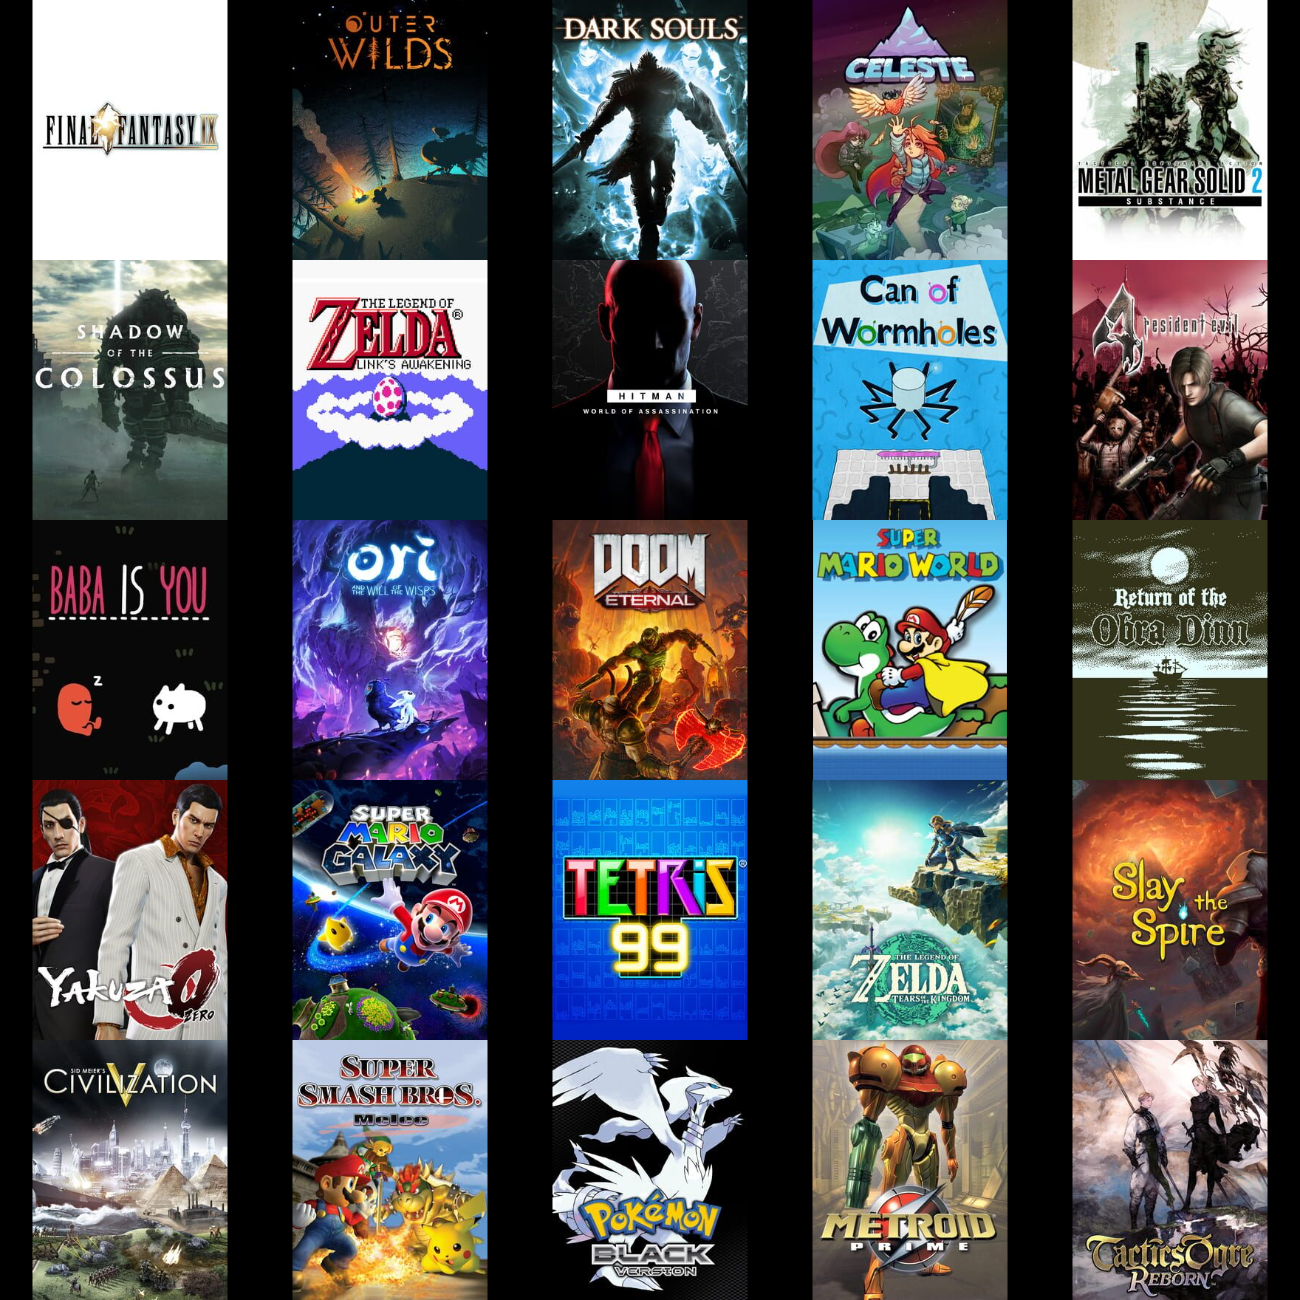 FINAL FANTASY IX
OUTER
WILDS
DARK SOULS
CELESTE
METAL GEAR SOLID 2
SUBSTANCE
SHADOW
OF THE
COLOSSUS
THE LEGEND OF
ZELDA®
LINK'S AWAKENING
HITMAN
WORLD OF ASSASSINATION
Can of
Wormholes
4
resident evil
BABA IS YOU
z
ori
AND THE WILL OF THE WISPS
DOOM
ETERNAL
SUPER
MARIO WORLD
Return of the
Obra Dinn
YAKUZA 0
ZERO
SUPER
MARIO
GALAXY
M
TETRIS®
99
THE LEGEND OF
ZELDA
TEARS OF THE KINGDOM
Slay
the
Spire
SID MEIER'S
CIVILIZATION
V
SUPER
SMASH BROS.
Melee
POKéMON
BLACK
VERSION
METROID
PRIME
Tactics Ogre
REBORN